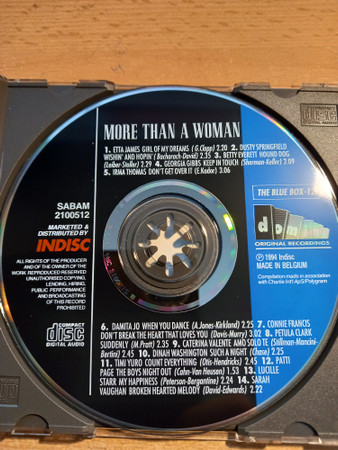 MORE THAN A WOMAN
1. ETTA JAMES GIRL OF MY DREAMS (G.Clapp) 2.20 2. DUSTY SPRINGFIELD
WISHIN' AND HOPIN' (Bacharach-David) 2.35 3. BETTY EVERETT HOUND DOG
(Leiber-Stoller) 2.29 4. GEORGIA GIBBS KEEP IN TOUCH (Sherman-Keller) 2.09
5. IRMA THOMAS DON'T GET OVER IT (E.Kador) 3.06
SABAM
2100512
MARKETED &
DISTRIBUTED BY
INDISC
ALL RIGHTS OF THE PRODUCER
AND OF THE OWNER OF THE
WORK REPRODUCED RESERVED
UNAUTHORISED COPYING,
LENDING, HIRING,
PUBLIC PERFORMANCE
AND BROADCASTING
OF THIS RECORD
PROHIBITED
COMPACT
disc
DIGITAL AUDIO
THE BLUE BOX-
ORIGINAL RECORDINGS
Ⓟ 1994 Indisc
MADE IN BELGIUM
Compilation made in association
with Charlie Int'l ApS/Polygram
6. DAMITA JO WHEN YOU DANCE (A.Jones-Kirkland) 2.25 7. CONNIE FRANCIS
DON'T BREAK THE HEART THAT LOVES YOU (Davis-Murry) 3.02 8. PETULA CLARK
SUDDENLY (M.Pratt) 2.35 9. CATERINA VALENTE AMO SOLO TE (Stillman-Mancini-
Bertini) 2.45 10. DINAH WASHINGTON SUCH A NIGHT (Chase) 2.25
11. TIMI YURO COUNT EVERYTHING (Otis-Hendricks) 2.45 12. PATTI
PAGE THE BOYS NIGHT OUT (Cahn-Van Heusen) 1.53 13. LUCILLE
STARR MY HAPPINESS (Peterson-Bergantine) 2.24 14. SARAH
VAUGHAN BROKEN HEARTED MELODY (David-Edwards) 2.22